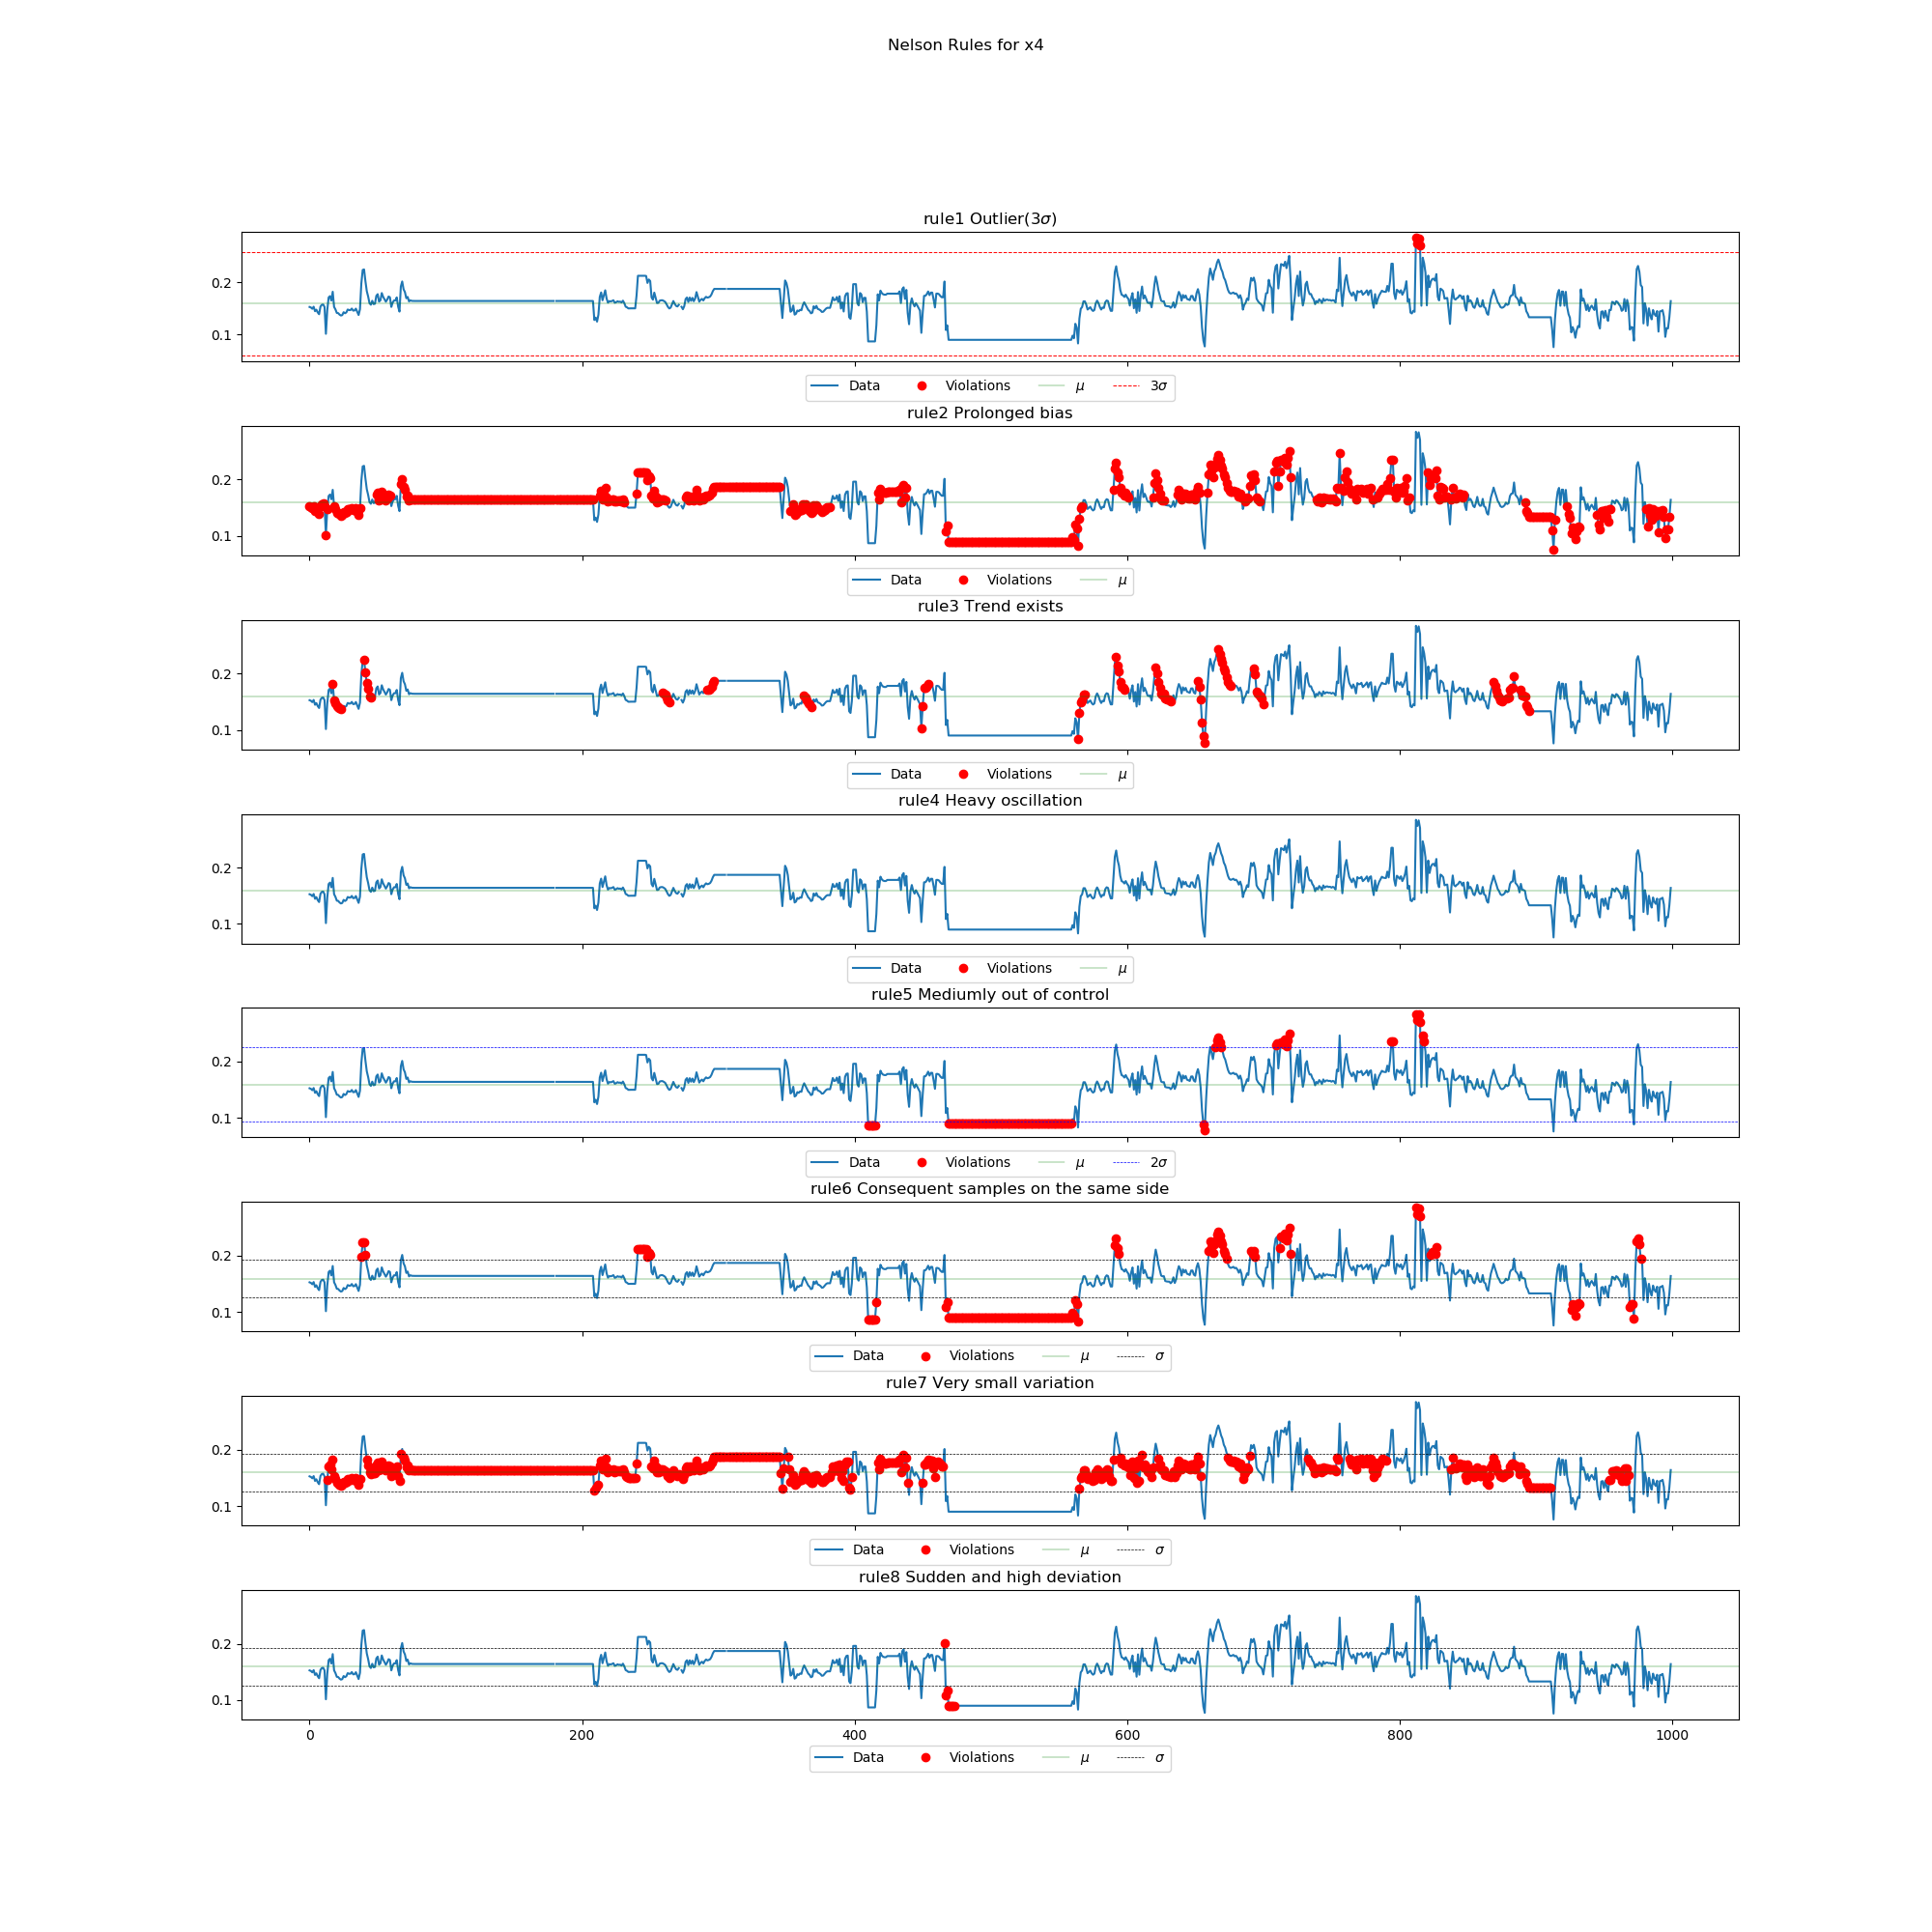 Nelson Rules for x4
rule1 Outlier(3σ)
0.2
0.1
Data Violations μ 3σ
rule2 Prolonged bias
0.2
0.1
Data Violations μ
rule3 Trend exists
0.2
0.1
Data Violations μ
rule4 Heavy oscillation
0.2
0.1
Data Violations μ
rule5 Mediumly out of control
0.2
0.1
Data Violations μ 2σ
rule6 Consequent samples on the same side
0.2
0.1
Data Violations μ σ
rule7 Very small variation
0.2
0.1
Data Violations μ σ
rule8 Sudden and high deviation
0.2
0.1
0 200 400 600 800 1000
Data Violations μ σ